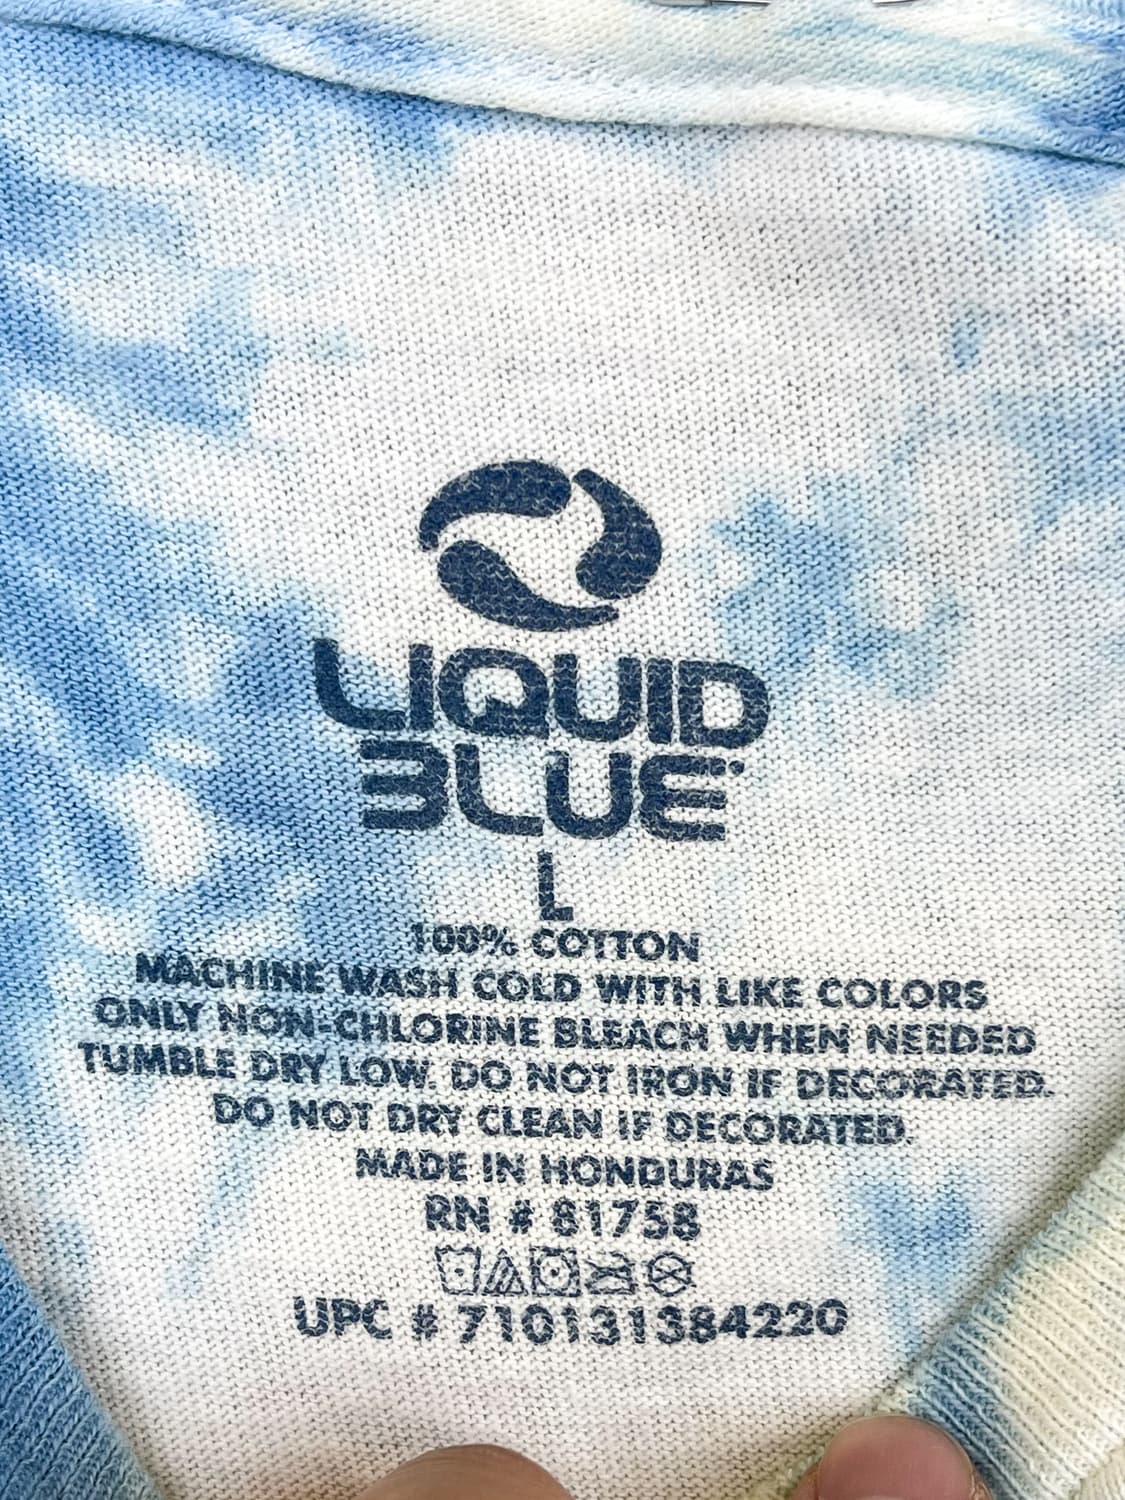 LIQUID
BLUE™
L
100% COTTON
MACHINE WASH COLD WITH LIKE COLORS
ONLY NON-CHLORINE BLEACH WHEN NEEDED
TUMBLE DRY LOW. DO NOT IRON IF DECORATED.
DO NOT DRY CLEAN IF DECORATED.
MADE IN HONDURAS
RN # 81758
UPC # 710131384220